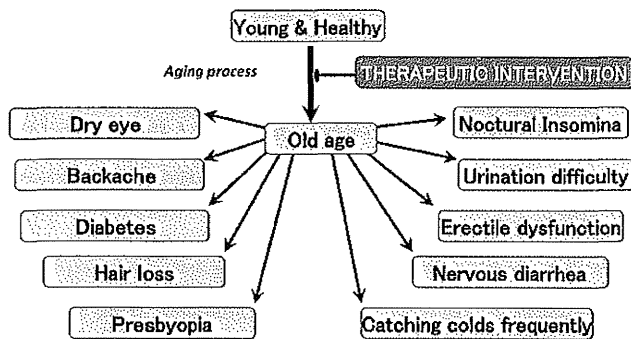 Young & Healthy
Aging process
THERAPEUTIC INTERVENTION
Dry eye
Old age
Noctural Insomina
Backache
Urination difficulty
Diabetes
Erectile dysfunction
Hair loss
Nervous diarrhea
Presbyopia
Catching colds frequently